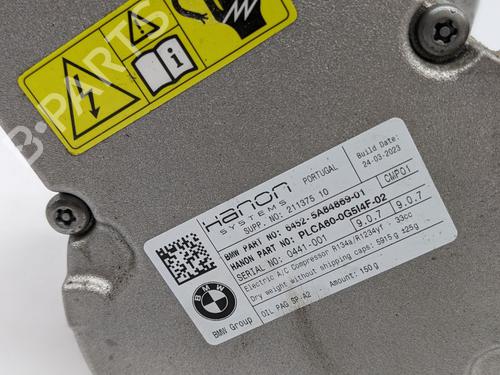 B-PARTS
Hanon
SYSTEMS
PORTUGAL
Build Date:
24-03-2023
SUPP. NO.: 211375 10
CMP01
BMW PART NO: 6452-5A84869-01
9.0.7
HANON PART NO: PLCA80-0G5I4F.02
9.0.7
SERIAL NO: 0441-001
Electric A/C Compressor R134a/R1234yf - 33cc
Dry weight without shipping caps: 5915 g ±25g
OIL PAG SP-A2
Amount: 150 g
BMW
BMW Group